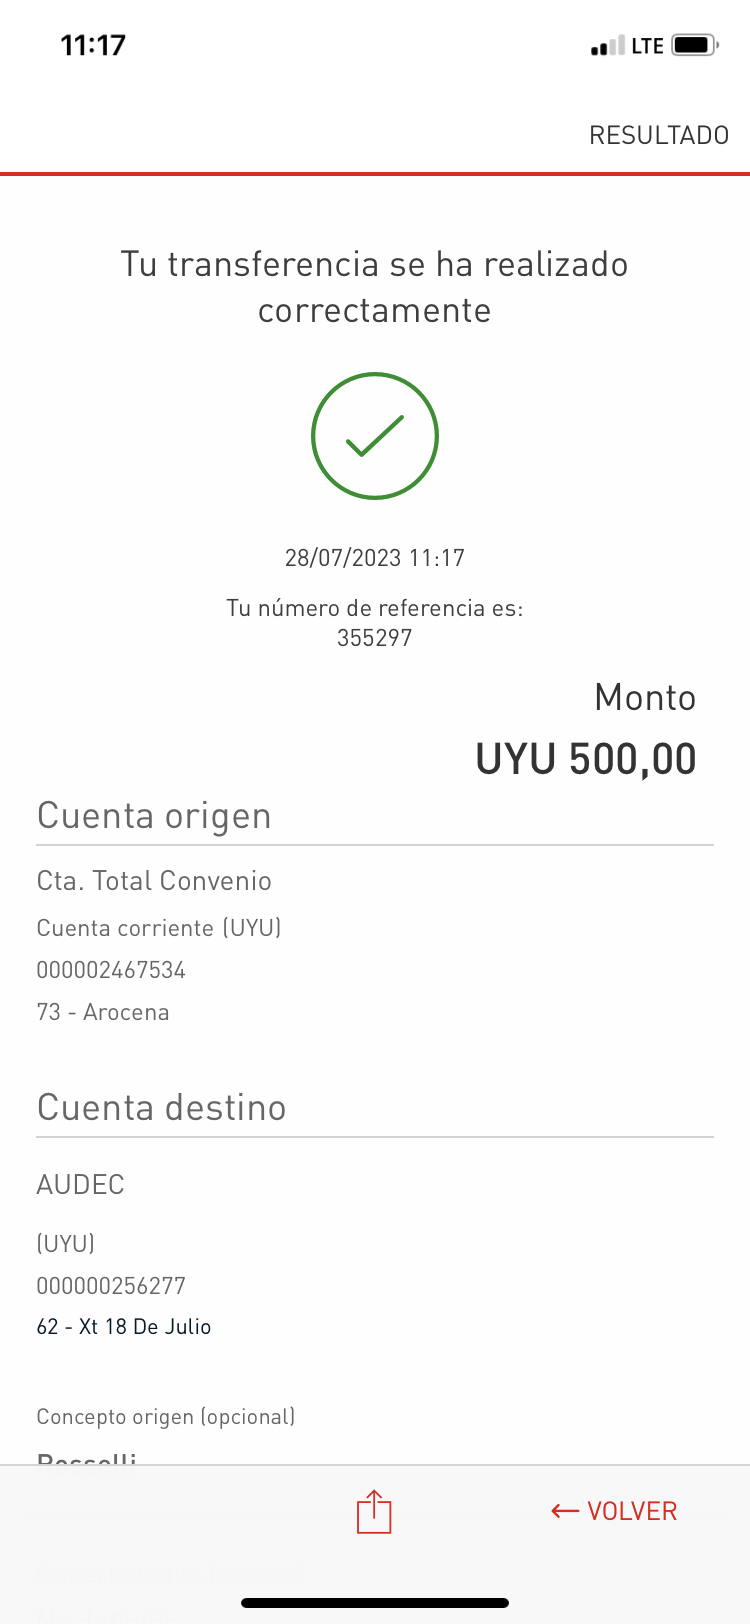 11:17
LTE
RESULTADO
Tu transferencia se ha realizado
correctamente
28/07/2023 11:17
Tu número de referencia es:
355297
Monto
UYU 500,00
Cuenta origen
Cta. Total Convenio
Cuenta corriente (UYU)
000002467534
73 - Arocena
Cuenta destino
AUDEC
(UYU)
000000256277
62 - Xt 18 De Julio
Concepto origen (opcional)
← VOLVER